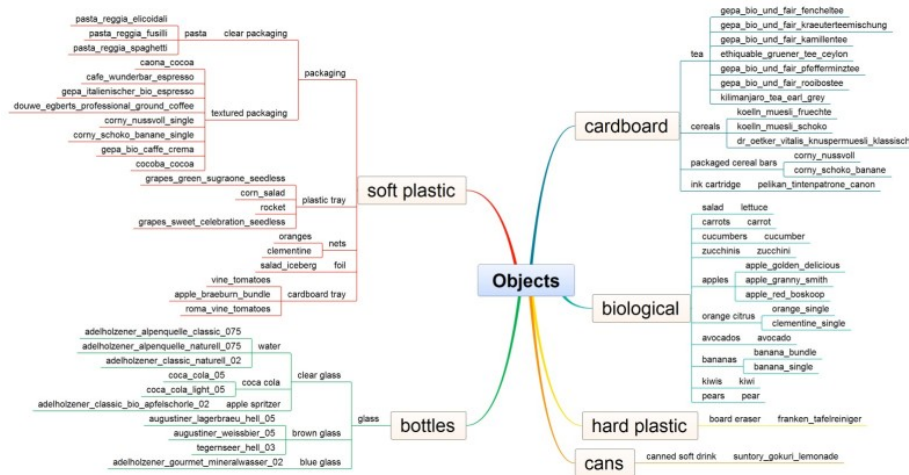 pasta_reggia_elicoidali
pasta_reggia_fusilli
pasta_reggia_spaghetti
pasta
clear packaging
caona_cocoa
cafe_wunderbar_espresso
gepa_italienischer_bio_espresso
douwe_egberts_professional_ground_coffee
corny_nussvoll_single
corny_schoko_banane_single
gepa_bio_caffe_crema
cocoba_cocoa
textured packaging
packaging
grapes_green_sugraone_seedless
corn_salad
rocket
grapes_sweet_celebration_seedless
plastic tray
oranges
clementine
nets
salad_iceberg
foil
vine_tomatoes
apple_braeburn_bundle
roma_vine_tomatoes
cardboard tray
soft plastic
adelholzener_alpenquelle_classic_075
adelholzener_alpenquelle_naturell_075
adelholzener_classic_naturell_02
water
coca_cola_05
coca_cola_light_05
coca cola
adelholzener_classic_bio_apfelschorle_02
apple spritzer
clear glass
augustiner_lagerbraeu_hell_05
augustiner_weissbier_05
tegernseer_hell_03
brown glass
adelholzener_gourmet_mineralwasser_02
blue glass
glass
bottles
Objects
cardboard
tea
gepa_bio_und_fair_fencheltee
gepa_bio_und_fair_kraeuterteemischung
gepa_bio_und_fair_kamillentee
ethiquable_gruener_tee_ceylon
gepa_bio_und_fair_pfefferminztee
gepa_bio_und_fair_rooibostee
kilimanjaro_tea_earl_grey
cereals
koelln_muesli_fruechte
koelln_muesli_schoko
dr_oetker_vitalis_knuspermuesli_klassisch
packaged cereal bars
corny_nussvoll
corny_schoko_banane
ink cartridge
pelikan_tintenpatrone_canon
biological
salad
lettuce
carrots
carrot
cucumbers
cucumber
zucchinis
zucchini
apples
apple_golden_delicious
apple_granny_smith
apple_red_boskoop
orange citrus
orange_single
clementine_single
avocados
avocado
bananas
banana_bundle
banana_single
kiwis
kiwi
pears
pear
hard plastic
board eraser
franken_tafelreiniger
cans
canned soft drink
suntory_gokuri_lemonade